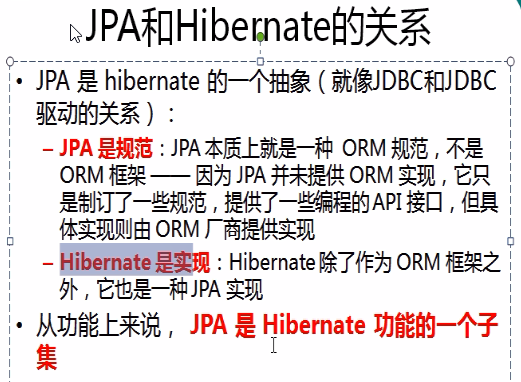 JPA和Hibernate的关系
• JPA 是 hibernate 的一个抽象（就像JDBC和JDBC
驱动的关系）：
– JPA 是规范：JPA 本质上就是一种 ORM 规范，不是
ORM 框架 —— 因为 JPA 并未提供 ORM 实现，它只
是制订了一些规范，提供了一些编程的 API 接口，但具
体实现则由 ORM 厂商提供实现
– Hibernate 是实现：Hibernate 除了作为 ORM 框架之
外，它也是一种 JPA 实现
• 从功能上来说， JPA 是 Hibernate 功能的一个子
集